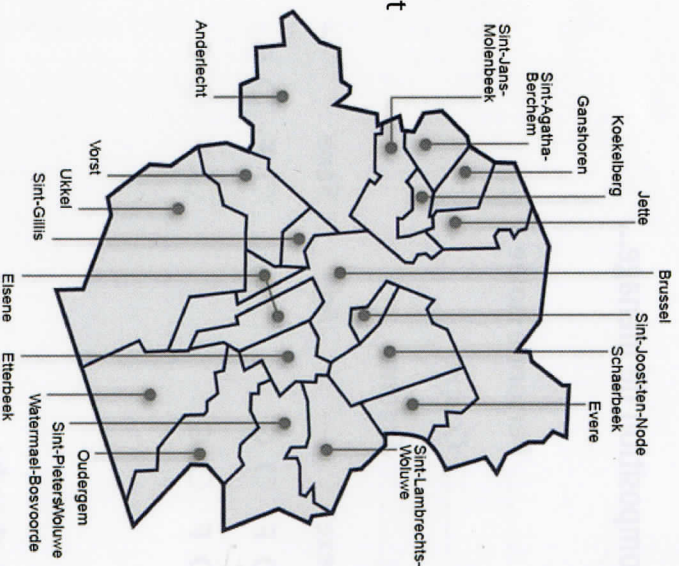 t
Anderlecht
Sint-Jans-
Molenbeek
Sint-Agatha-
Berchem
Ganshoren
Koekelberg
Jette
Brussel
Sint-Joost-ten-Node
Schaerbeek
Evere
Sint-Lambrechts-
Woluwe
Vorst
Ukkel
Sint-Gillis
Elsene
Etterbeek
Watermael-Bosvoorde
Sint-PietersWoluwe
Oudergem